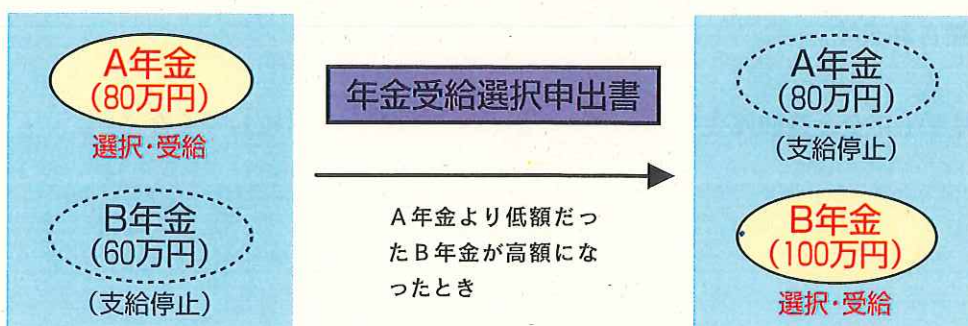 A年金
(80万円)
選択・受給
B年金
(60万円)
(支給停止)
年金受給選択申出書
A年金より低額だっ
たB年金が高額にな
ったとき
A年金
(80万円)
(支給停止)
B年金
(100万円)
選択・受給